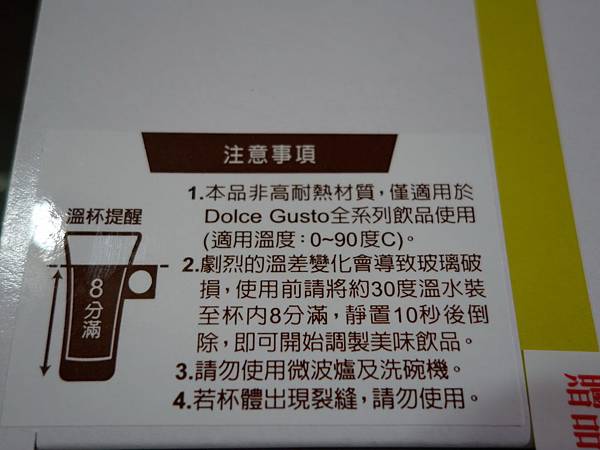 注意事項
溫杯提醒
8分滿
1.本品非高耐熱材質，僅適用於
Dolce Gusto全系列飲品使用
(適用溫度：0~90度C)。
2.劇烈的溫差變化會導致玻璃破
損，使用前請將約30度溫水裝
至杯内8分滿，靜置10秒後倒
除，即可開始調製美味飲品。
3.請勿使用微波爐及洗碗機。
4.若杯體出現裂縫，請勿使用。
贈品